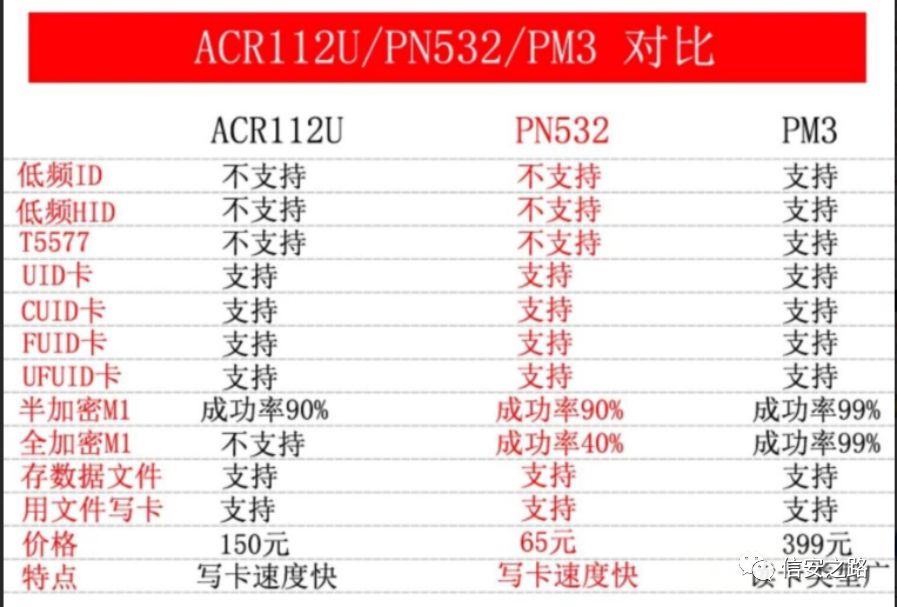 ACR112U/PN532/PM3 对比
ACR112U PN532 PM3
低频ID 不支持 不支持 支持
低频HID 不支持 不支持 支持
T5577 不支持 不支持 支持
UID卡 支持 支持 支持
CUID卡 支持 支持 支持
FUID卡 支持 支持 支持
UFUID卡 支持 支持 支持
半加密M1 成功率90% 成功率90% 成功率99%
全加密M1 不支持 成功率40% 成功率99%
存数据文件 支持 支持 支持
用文件写卡 支持 支持 支持
价格 150元 65元 399元
特点 写卡速度快 写卡速度快 读卡类型广
信安之路